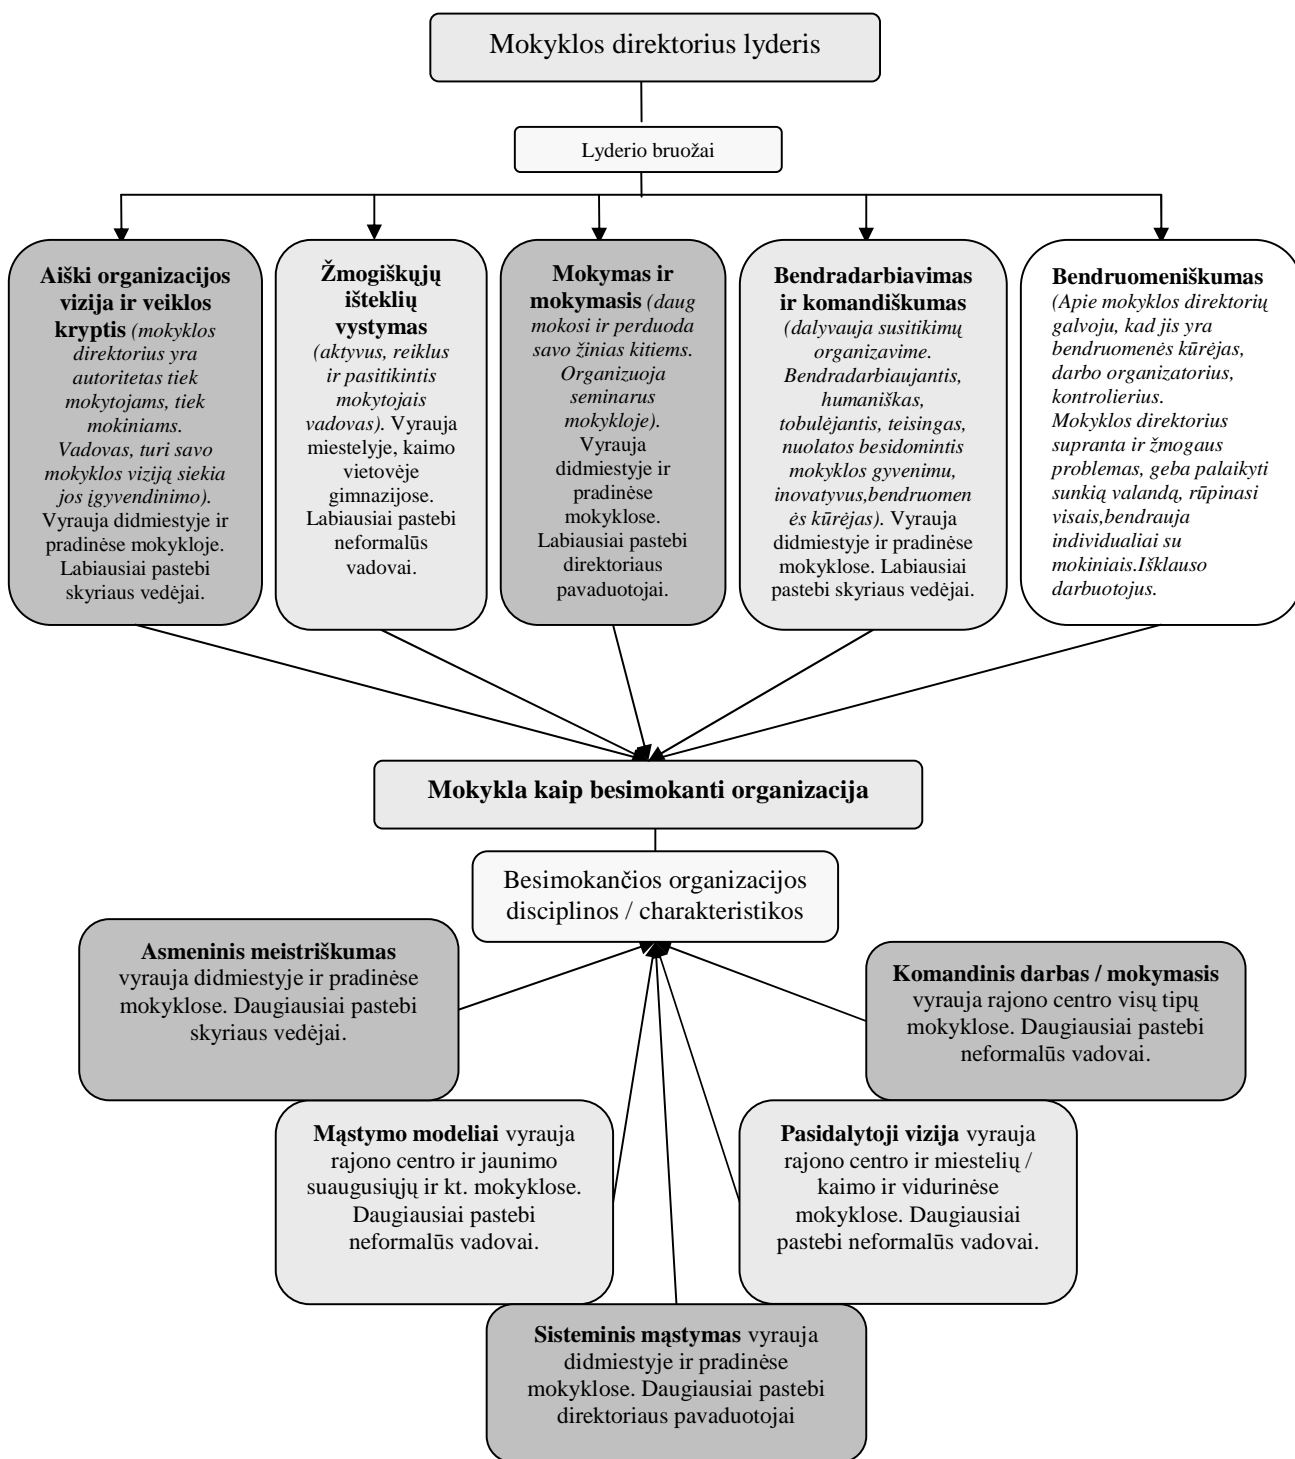 Mokyklos direktorius lyderis
Lyderio bruožai
Aiški organizacijos
vizija ir veiklos
kryptis (mokyklos
direktorius yra
autoritetas tiek
mokytojams, tiek
mokiniams.
Vadovas, turi savo
mokyklos viziją siekia
jos įgyvendinimo).
Vyrauja didmiestyje ir
pradinėse mokykloje.
Labiausiai pastebi
skyriaus vedėjai.
Žmogiškųjų
išteklių
vystymas
(aktyvus, reiklus
ir pasitikintis
mokytojais
vadovas). Vyrauja
miestelyje, kaimo
vietovėje
gimnazijose.
Labiausiai pastebi
neformalūs
vadovai.
Mokymas ir
mokymasis (daug
mokosi ir perduoda
savo žinias kitiems.
Organizuoja
seminarus
mokykloje).
Vyrauja
didmiestyje ir
pradinėse
mokyklose.
Labiausiai pastebi
direktoriaus
pavaduotojai.
Bendradarbiavimas
ir komandiškumas
(dalyvauja susitikimų
organizavime.
Bendradarbiaujantis,
humaniškas,
tobulėjantis, teisingas,
nuolatos besidomintis
mokyklos gyvenimu,
inovatyvus,bendruomen
ės kūrėjas). Vyrauja
didmiestyje ir pradinėse
mokyklose. Labiausiai
pastebi skyriaus vedėjai.
Bendruomeniškumas
(Apie mokyklos direktorių
galvoju, kad jis yra
bendruomenės kūrėjas,
darbo organizatorius,
kontrolierius.
Mokyklos direktorius
supranta ir žmogaus
problemas, geba palaikyti
sunkią valandą, rūpinasi
visais,bendrauja
individualiai su
mokiniais.Išklauso
darbuotojus.
Mokykla kaip besimokanti organizacija
Besimokančios organizacijos
disciplinos / charakteristikos
Asmeninis meistriškumas
vyrauja didmiestyje ir pradinėse
mokyklose. Daugiausiai pastebi
skyriaus vedėjai.
Komandinis darbas / mokymasis
vyrauja rajono centro visų tipų
mokyklose. Daugiausiai pastebi
neformalūs vadovai.
Mąstymo modeliai vyrauja
rajono centro ir jaunimo
suaugusiųjų ir kt. mokyklose.
Daugiausiai pastebi
neformalūs vadovai.
Pasidalytoji vizija vyrauja
rajono centro ir miestelių /
kaimo ir vidurinėse
mokyklose. Daugiausiai
pastebi neformalūs vadovai.
Sisteminis mąstymas vyrauja
didmiestyje ir pradinėse
mokyklose. Daugiausiai pastebi
direktoriaus pavaduotojai